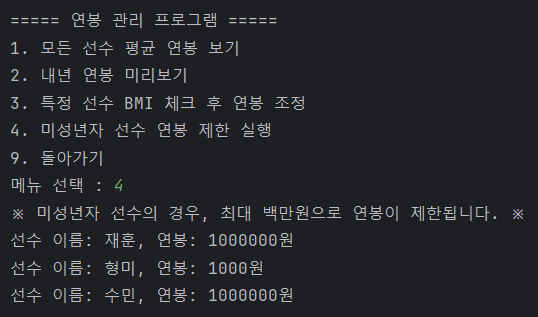 ===== 연봉 관리 프로그램 =====
1. 모든 선수 평균 연봉 보기
2. 내년 연봉 미리보기
3. 특정 선수 BMI 체크 후 연봉 조정
4. 미성년자 선수 연봉 제한 실행
9. 돌아가기
메뉴 선택 : 4
※ 미성년자 선수의 경우, 최대 백만원으로 연봉이 제한됩니다. ※
선수 이름: 재훈, 연봉: 1000000원
선수 이름: 형미, 연봉: 1000원
선수 이름: 수민, 연봉: 1000000원